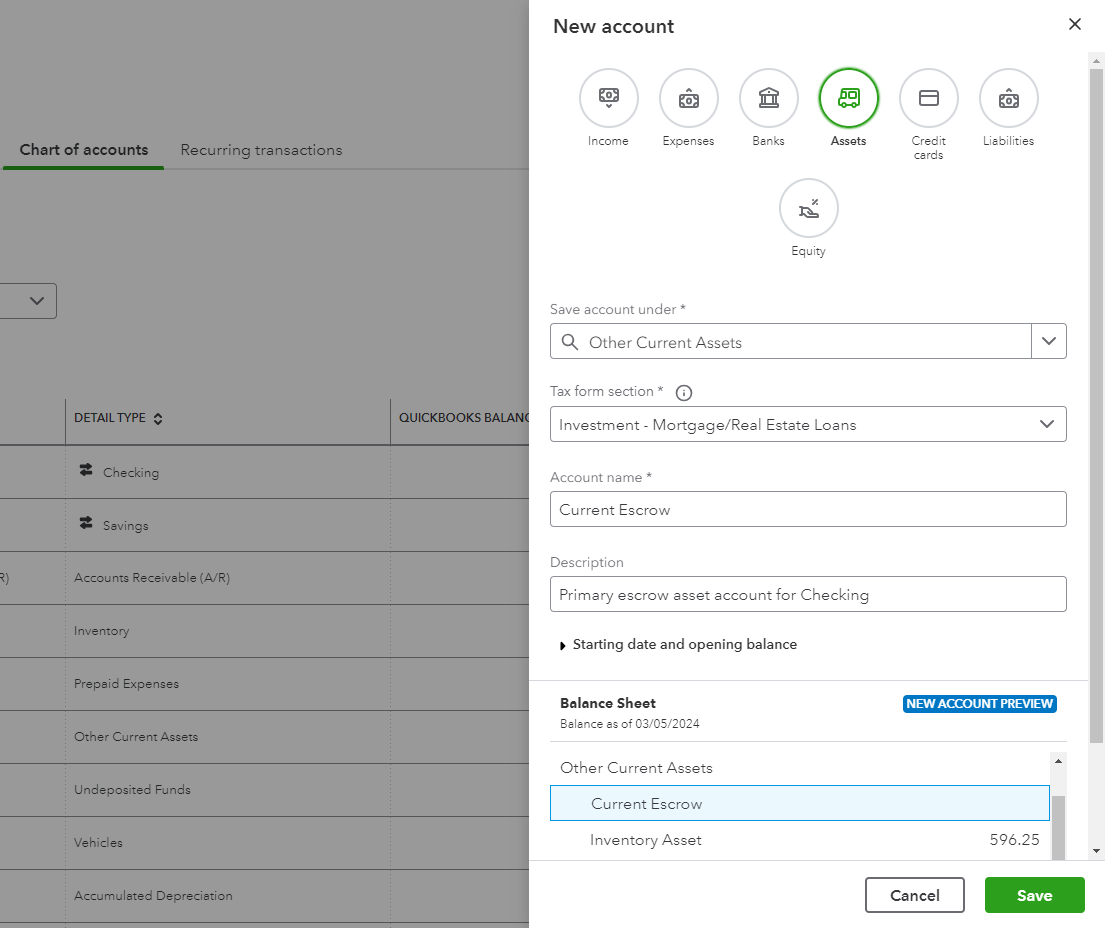 New account
Income
Expenses
Banks
Assets
Credit
cards
Liabilities
Equity
Chart of accounts
Recurring transactions
Save account under *
Other Current Assets
Tax form section *
Investment - Mortgage/Real Estate Loans
Account name *
Current Escrow
Description
Primary escrow asset account for Checking
Starting date and opening balance
Balance Sheet
NEW ACCOUNT PREVIEW
Balance as of 03/05/2024
Other Current Assets
Current Escrow
Inventory Asset 596.25
Cancel
Save
DETAIL TYPE
QUICKBOOKS BALANC
Checking
Savings
R) Accounts Receivable (A/R)
Inventory
Prepaid Expenses
Other Current Assets
Undeposited Funds
Vehicles
Accumulated Depreciation